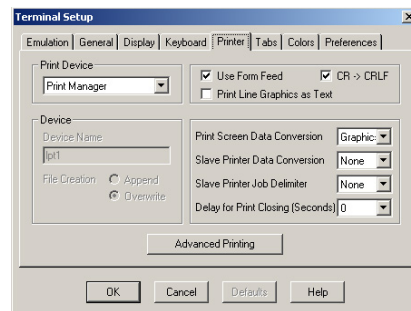 Terminal Setup
Emulation General Display Keyboard Printer Tabs Colors Preferences
Print Device
Print Manager
Use Form Feed CR -> CRLF
Print Line Graphics as Text
Device
Device Name
lpt1
File Creation Append
Overwrite
Print Screen Data Conversion Graphic:
Slave Printer Data Conversion None
Slave Printer Job Delimiter None
Delay for Print Closing (Seconds) 0
Advanced Printing
OK Cancel Defaults Help